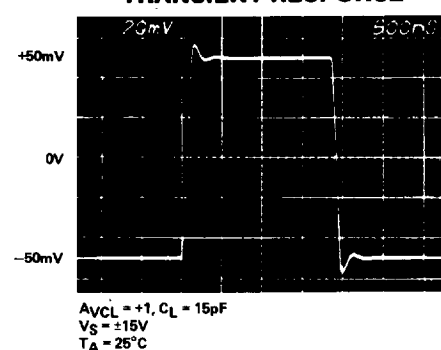 TRANSIENT RESPONSE
20mV 500nS
+50mV
0V
−50mV
AVCL = +1, CL = 15pF
VS = ±15V
TA = 25°C